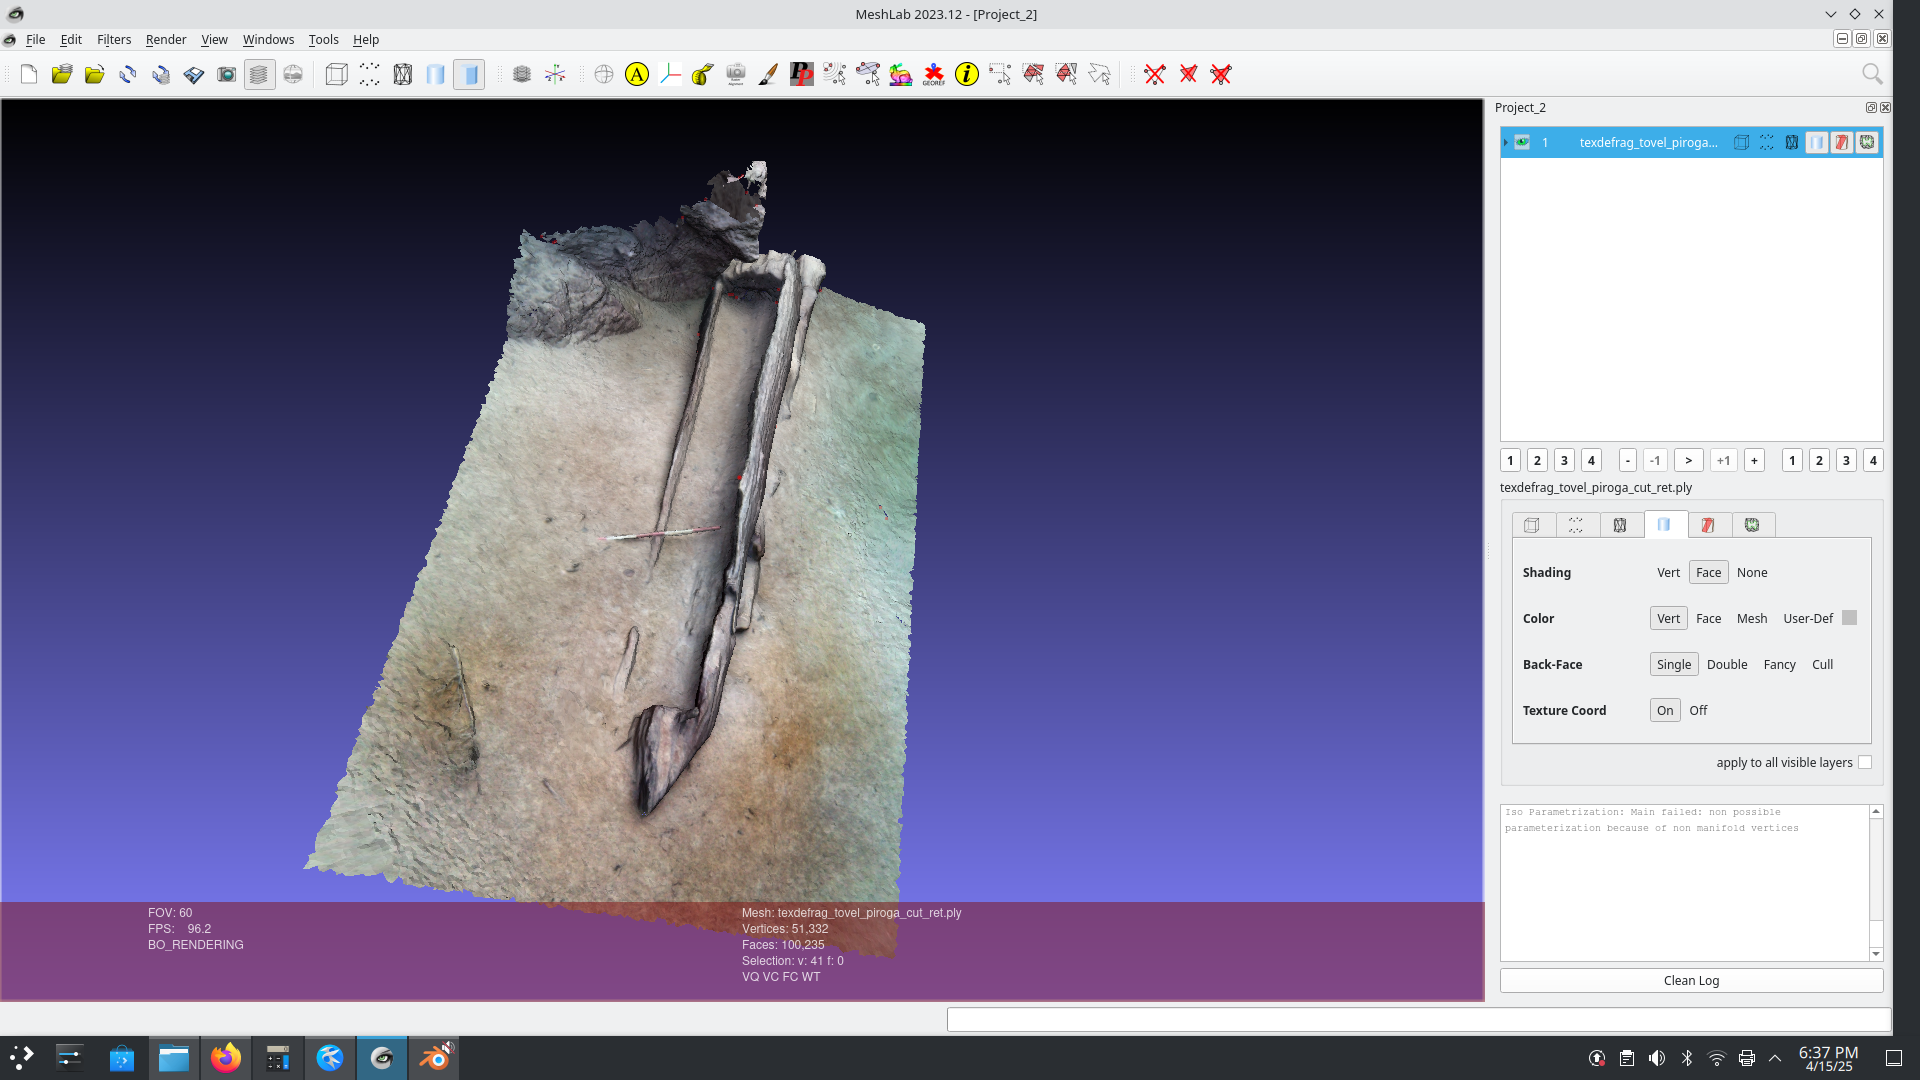 MeshLab 2023.12 - [Project_2]
File Edit Filters Render View Windows Tools Help
A
PP
GEOREF
i
Project_2
1 texdefrag_tovel_piroga...
1 2 3 4 - -1 > +1 + 1 2 3 4
texdefrag_tovel_piroga_cut_ret.ply
Shading Vert Face None
Color Vert Face Mesh User-Def
Back-Face Single Double Fancy Cull
Texture Coord On Off
apply to all visible layers
Iso Parametrization: Main failed: non possible
parameterization because of non manifold vertices
Clean Log
FOV: 60
FPS: 96.2
BO_RENDERING
Mesh: texdefrag_tovel_piroga_cut_ret.ply
Vertices: 51,332
Faces: 100,235
Selection: v: 41 f: 0
VQ VC FC WT
6:37 PM
4/15/25